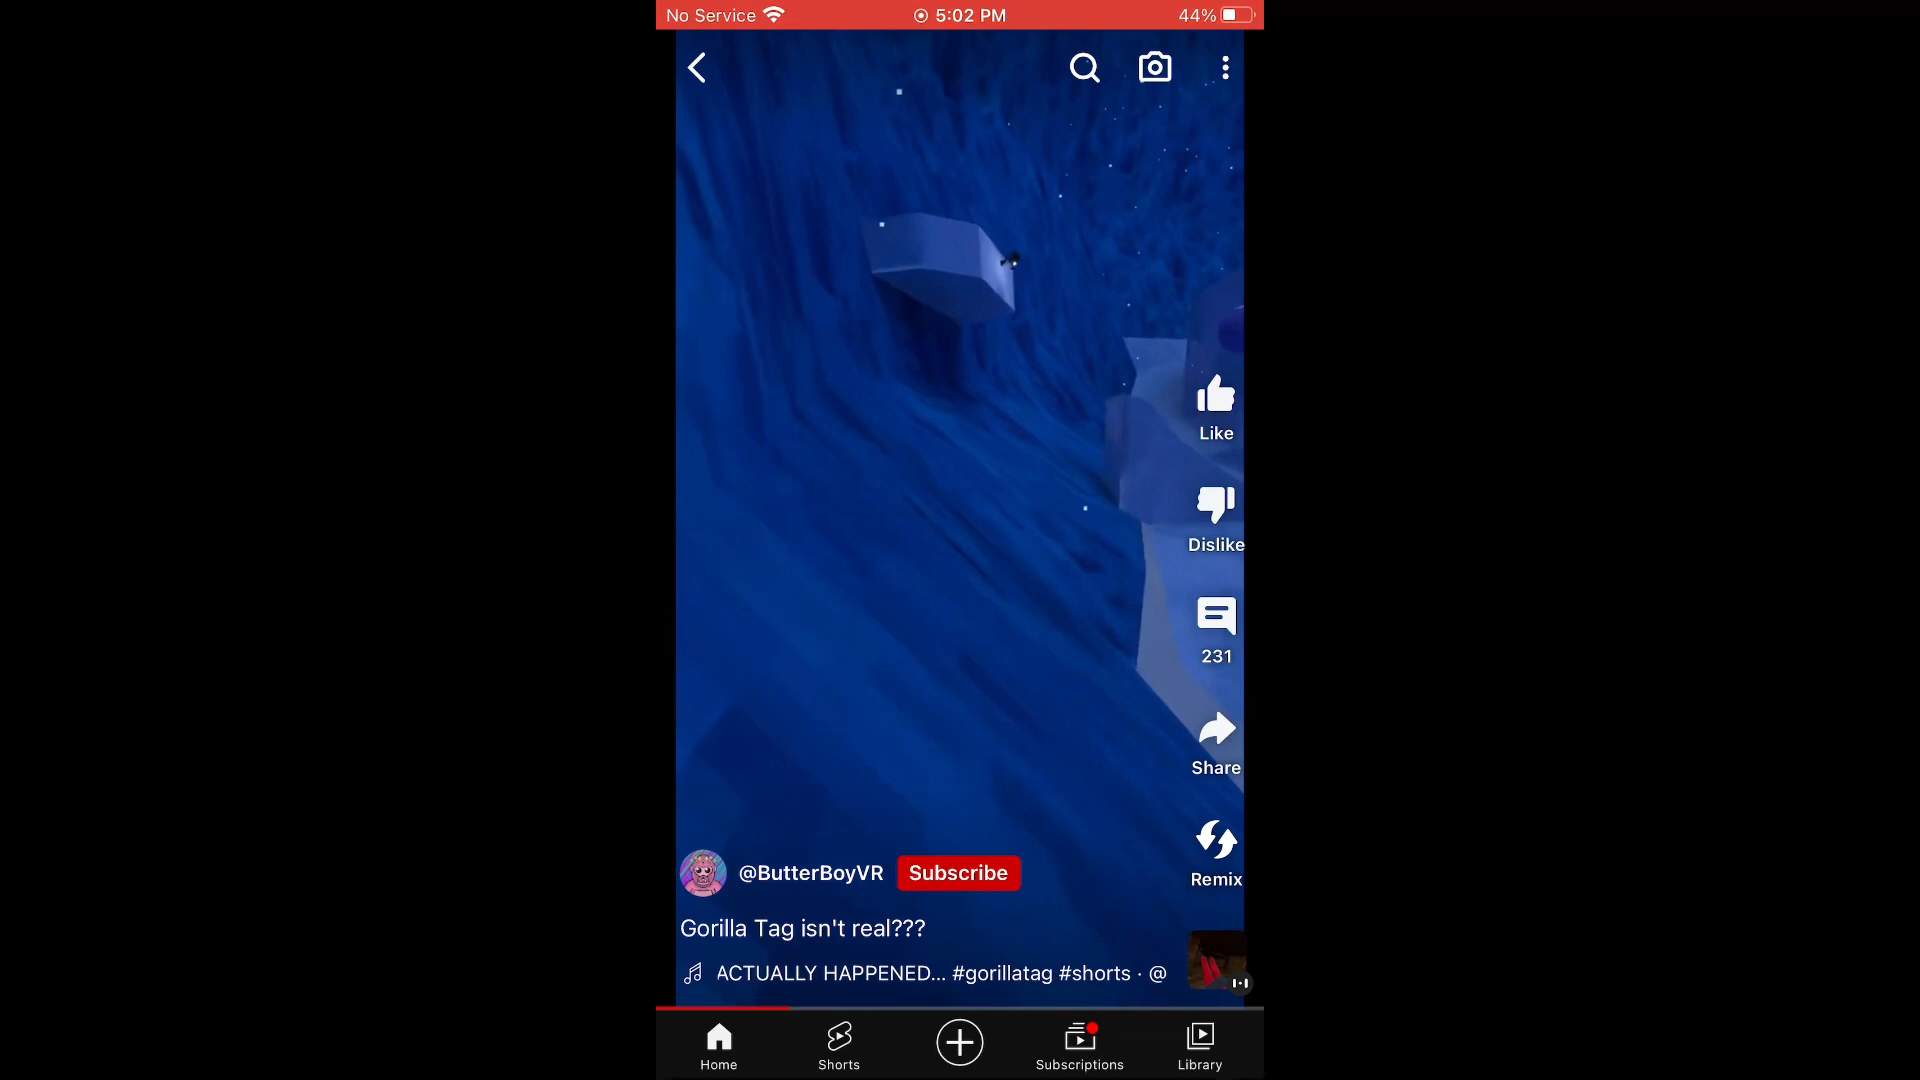 No Service 5:02 PM 44%
Like
Dislike
231
Share
Remix
@ButterBoyVR Subscribe
Gorilla Tag isn't real???
ACTUALLY HAPPENED... #gorillatag #shorts · @
Home Shorts Subscriptions Library